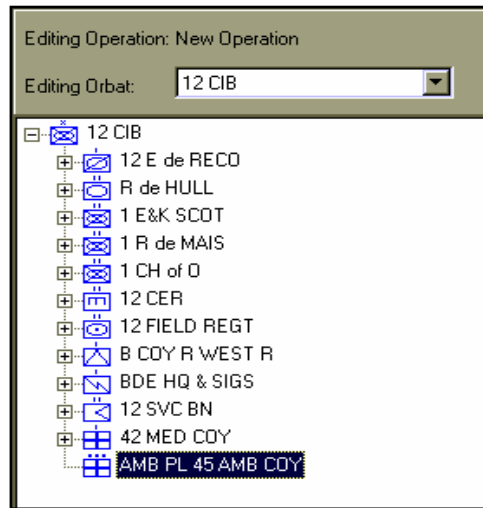 Editing Operation: New Operation
Editing Orbat: 12 CIB
12 CIB
12 E de RECO
R de HULL
1 E&K SCOT
1 R de MAIS
1 CH of O
12 CER
12 FIELD REGT
B COY R WEST R
BDE HQ & SIGS
12 SVC BN
42 MED COY
AMB PL 45 AMB COY